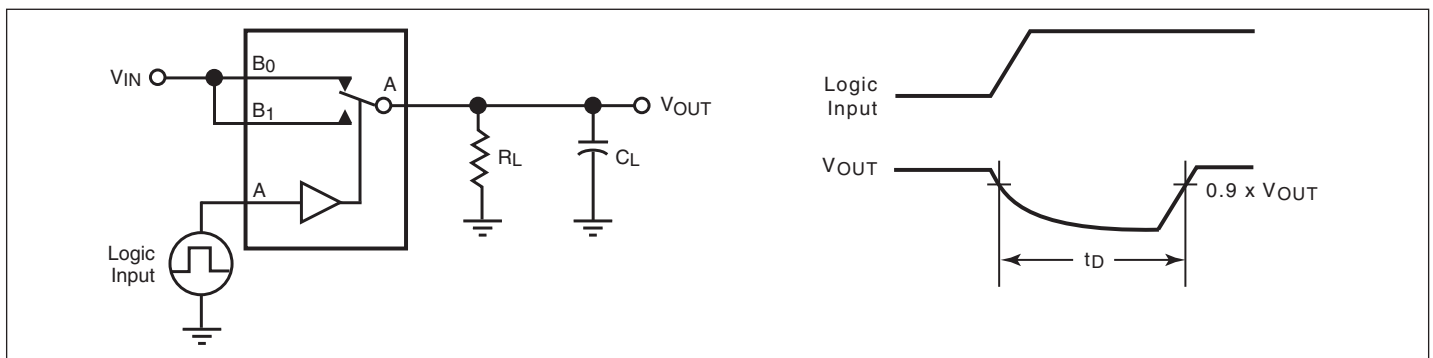 VIN
B0
B1
A
A
VOUT
RL
CL
Logic
Input
Logic
Input
VOUT
0.9 x VOUT
tD